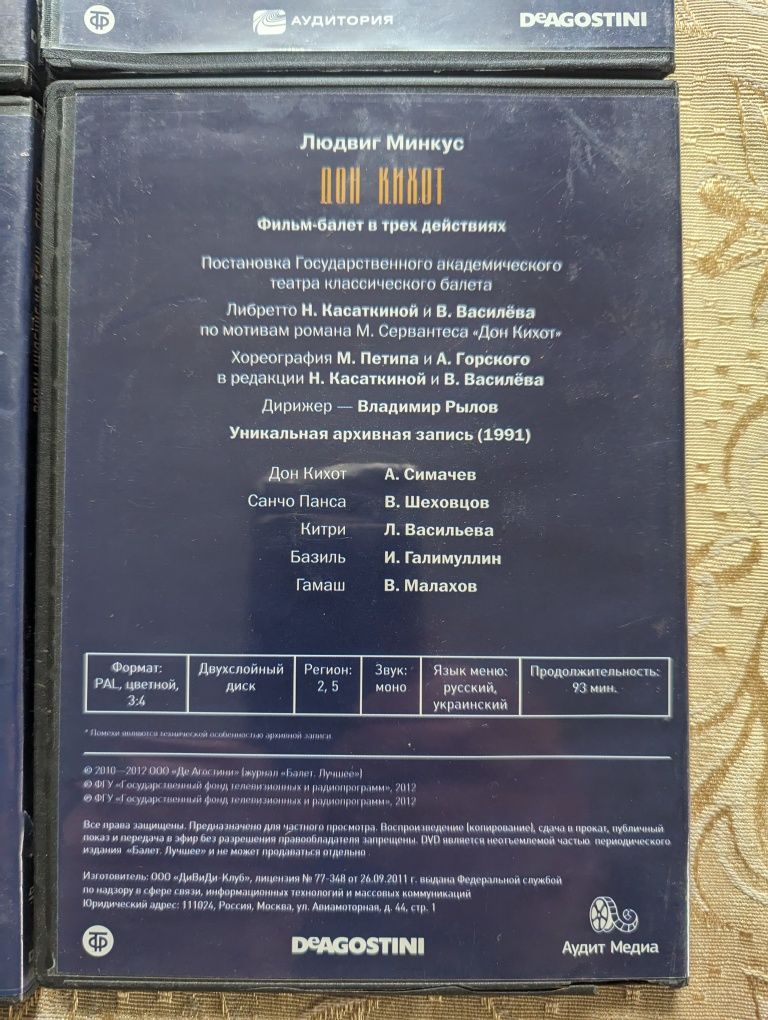 АУДИТОРИЯ
DeAGOSTINI
Людвиг Минкус
ДОН КИХОТ
Фильм-балет в трех действиях
Постановка Государственного академического
театра классического балета
Либретто Н. Касаткиной и В. Василёва
по мотивам романа М. Сервантеса «Дон Кихот»
Хореография М. Петипа и А. Горского
в редакции Н. Касаткиной и В. Василёва
Дирижер — Владимир Рылов
Уникальная архивная запись (1991)
Дон Кихот А. Симачев
Санчо Панса В. Шеховцов
Китри Л. Васильева
Базиль И. Галимуллин
Гамаш В. Малахов
Формат: PAL, цветной, 3:4
Двухслойный диск
Регион: 2, 5
Звук: моно
Язык меню: русский, украинский
Продолжительность: 93 мин.
* Помехи являются технической особенностью архивной записи.
© 2010—2012 ООО «Де Агостини» (журнал «Балет. Лучшее»)
© ФГУ «Государственный фонд телевизионных и радиопрограмм», 2012
℗ ФГУ «Государственный фонд телевизионных и радиопрограмм», 2012
Все права защищены. Предназначено для частного просмотра. Воспроизведение (копирование), сдача в прокат, публичный
показ и передача в эфир без разрешения правообладателя запрещены. DVD является неотъемлемой частью периодического
издания «Балет. Лучшее» и не может продаваться отдельно
Изготовитель: ООО «ДиВиДи-Клуб», лицензия № 77-348 от 26.09.2011 г. выдана Федеральной службой
по надзору в сфере связи, информационных технологий и массовых коммуникаций
Юридический адрес: 111024, Россия, Москва, ул. Авиамоторная, д. 44, стр. 1
DeAGOSTINI
Аудит Медиа